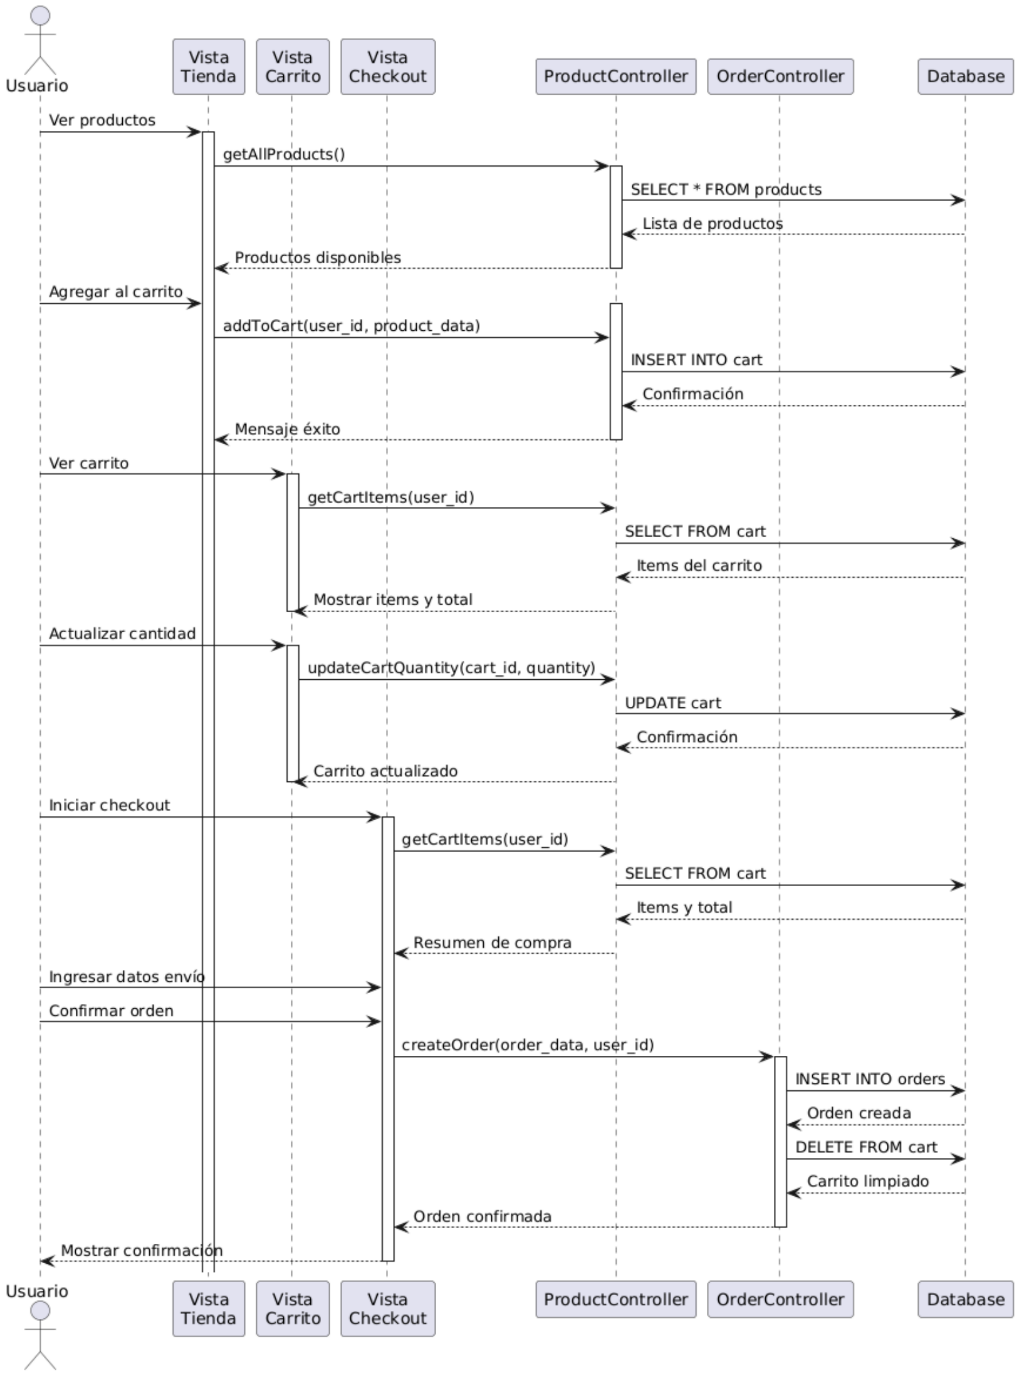 Usuario
Vista
Tienda
Vista
Carrito
Vista
Checkout
ProductController
OrderController
Database
Ver productos
getAllProducts()
SELECT * FROM products
Lista de productos
Productos disponibles
Agregar al carrito
addToCart(user_id, product_data)
INSERT INTO cart
Confirmación
Mensaje éxito
Ver carrito
getCartItems(user_id)
SELECT FROM cart
Items del carrito
Mostrar items y total
Actualizar cantidad
updateCartQuantity(cart_id, quantity)
UPDATE cart
Confirmación
Carrito actualizado
Iniciar checkout
getCartItems(user_id)
SELECT FROM cart
Items y total
Resumen de compra
Ingresar datos envío
Confirmar orden
createOrder(order_data, user_id)
INSERT INTO orders
Orden creada
DELETE FROM cart
Carrito limpiado
Orden confirmada
Mostrar confirmación
Usuario
Vista
Tienda
Vista
Carrito
Vista
Checkout
ProductController
OrderController
Database